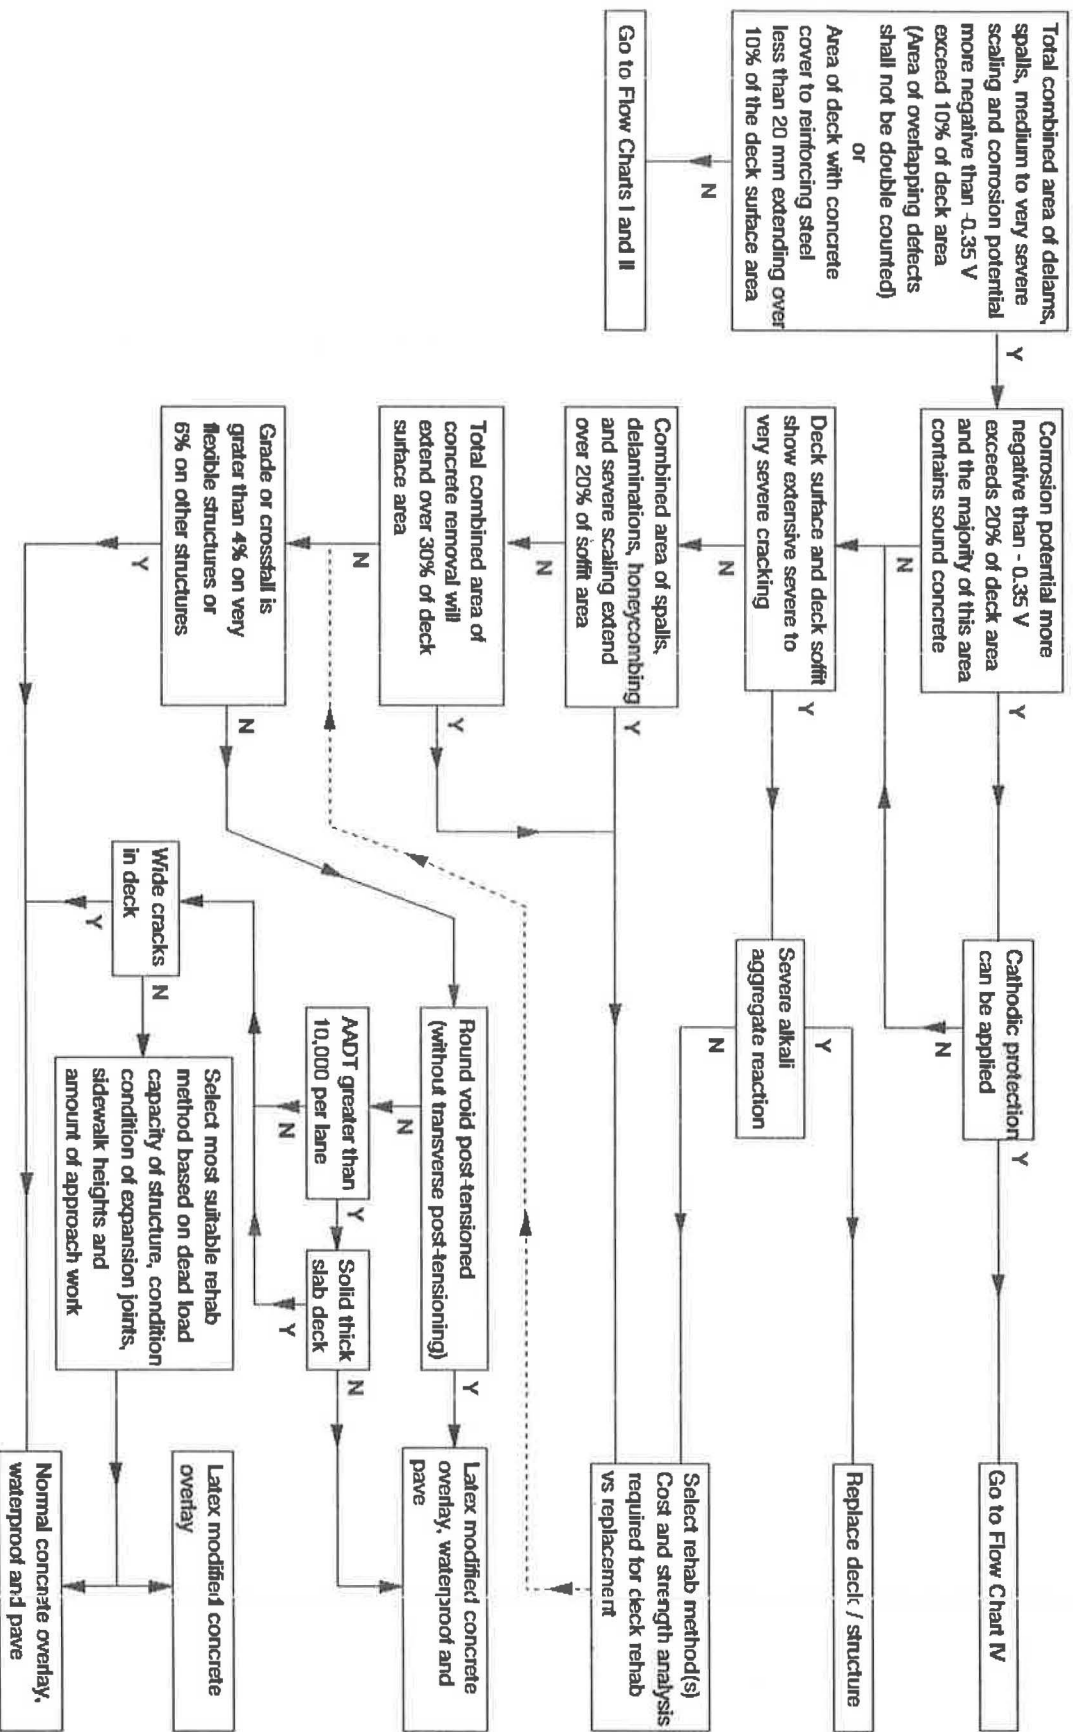 Total combined area of delams,
spalls, medium to very severe
scaling and corrosion potential
more negative than -0.35 V
exceed 10% of deck area
(Area of overlapping defects
shall not be double counted)
or
Area of deck with concrete
cover to reinforcing steel
less than 20 mm extending over
10% of the deck surface area
N
Go to Flow Charts I and II
Y
Corrosion potential more
negative than - 0.35 V
exceeds 20% of deck area
and the majority of this area
contains sound concrete
Y
N
Cathodic protection
can be applied
Y
N
Go to Flow Chart IV
Deck surface and deck soffit
show extensive severe to
very severe cracking
Y
N
Severe alkali
aggregate reaction
Y
N
Replace deck / structure
Combined area of spalls,
delaminations, honeycombing
and severe scaling extend
over 20% of soffit area
Y
N
Select rehab method(s)
Cost and strength analysis
required for deck rehab
vs replacement
Total combined area of
concrete removal will
extend over 30% of deck
surface area
Y
N
Grade or crossfall is
grater than 4% on very
flexible structures or
6% on other structures
N
Y
Round void post-tensioned
(without transverse post-tensioning)
Y
N
Latex modified concrete
overlay, waterproof and
pave
AADT greater than
10,000 per lane
Y
N
Solid thick
slab deck
N
Y
Wide cracks
in deck
N
Y
Select most suitable rehab
method based on dead load
capacity of structure, condition
condition of expansion joints,
sidewalk heights and
amount of approach work
Latex modified concrete
overlay
Normal concrete overlay,
waterproof and pave